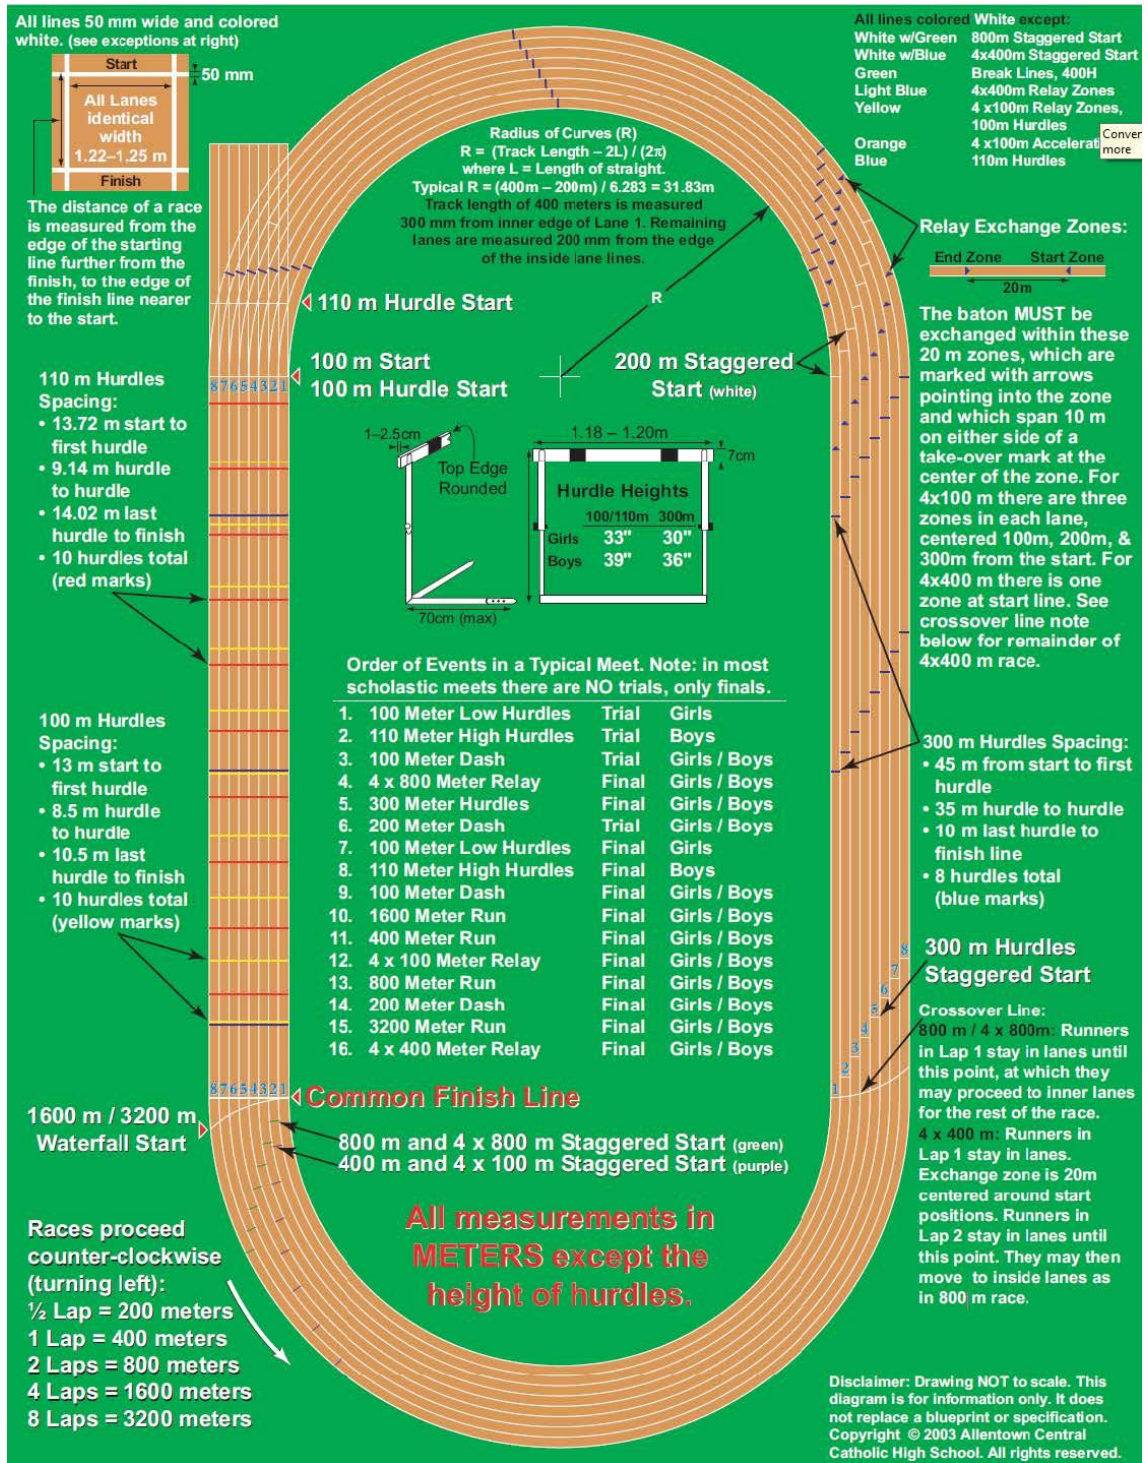 All lines 50 mm wide and colored
white. (see exceptions at right)
Start
50 mm
All Lanes
identical
width
1.22–1.25 m
Finish
The distance of a race
is measured from the
edge of the starting
line further from the
finish, to the edge of
the finish line nearer
to the start.
All lines colored White except:
White w/Green 800m Staggered Start
White w/Blue 4x400m Staggered Start
Green Break Lines, 400H
Light Blue 4x400m Relay Zones
Yellow 4 x100m Relay Zones,
100m Hurdles
Orange 4 x100m Accelerati
Blue 110m Hurdles
Conver
more
Radius of Curves (R)
R = (Track Length – 2L) / (2π)
where L = Length of straight.
Typical R = (400m – 200m) / 6.283 = 31.83m
Track length of 400 meters is measured
300 mm from inner edge of Lane 1. Remaining
lanes are measured 200 mm from the edge
of the inside lane lines.
R
Relay Exchange Zones:
End Zone Start Zone
20m
The baton MUST be
exchanged within these
20 m zones, which are
marked with arrows
pointing into the zone
and which span 10 m
on either side of a
take-over mark at the
center of the zone. For
4x100 m there are three
zones in each lane,
centered 100m, 200m, &
300m from the start. For
4x400 m there is one
zone at start line. See
crossover line note
below for remainder of
4x400 m race.
110 m Hurdle Start
100 m Start
100 m Hurdle Start
200 m Staggered
Start (white)
8 7 6 5 4 3 2 1
110 m Hurdles
Spacing:
• 13.72 m start to
first hurdle
• 9.14 m hurdle
to hurdle
• 14.02 m last
hurdle to finish
• 10 hurdles total
(red marks)
1–2.5cm
Top Edge
Rounded
70cm (max)
1.18 – 1.20m
7cm
Hurdle Heights
100/110m 300m
Girls 33" 30"
Boys 39" 36"
100 m Hurdles
Spacing:
• 13 m start to
first hurdle
• 8.5 m hurdle
to hurdle
• 10.5 m last
hurdle to finish
• 10 hurdles total
(yellow marks)
Order of Events in a Typical Meet. Note: in most
scholastic meets there are NO trials, only finals.
1. 100 Meter Low Hurdles Trial Girls
2. 110 Meter High Hurdles Trial Boys
3. 100 Meter Dash Trial Girls / Boys
4. 4 x 800 Meter Relay Final Girls / Boys
5. 300 Meter Hurdles Final Girls / Boys
6. 200 Meter Dash Trial Girls / Boys
7. 100 Meter Low Hurdles Final Girls
8. 110 Meter High Hurdles Final Boys
9. 100 Meter Dash Final Girls / Boys
10. 1600 Meter Run Final Girls / Boys
11. 400 Meter Run Final Girls / Boys
12. 4 x 100 Meter Relay Final Girls / Boys
13. 800 Meter Run Final Girls / Boys
14. 200 Meter Dash Final Girls / Boys
15. 3200 Meter Run Final Girls / Boys
16. 4 x 400 Meter Relay Final Girls / Boys
300 m Hurdles Spacing:
• 45 m from start to first
hurdle
• 35 m hurdle to hurdle
• 10 m last hurdle to
finish line
• 8 hurdles total
(blue marks)
300 m Hurdles
Staggered Start
8
7
6
5
4
3
2
1
Crossover Line:
800 m / 4 x 800m: Runners
in Lap 1 stay in lanes until
this point, at which they
may proceed to inner lanes
for the rest of the race.
4 x 400 m: Runners in
Lap 1 stay in lanes.
Exchange zone is 20m
centered around start
positions. Runners in
Lap 2 stay in lanes until
this point. They may then
move to inside lanes as
in 800 m race.
8 7 6 5 4 3 2 1
Common Finish Line
1600 m / 3200 m
Waterfall Start
800 m and 4 x 800 m Staggered Start (green)
400 m and 4 x 100 m Staggered Start (purple)
All measurements in
METERS except the
height of hurdles.
Races proceed
counter-clockwise
(turning left):
½ Lap = 200 meters
1 Lap = 400 meters
2 Laps = 800 meters
4 Laps = 1600 meters
8 Laps = 3200 meters
Disclaimer: Drawing NOT to scale. This
diagram is for information only. It does
not replace a blueprint or specification.
Copyright © 2003 Allentown Central
Catholic High School. All rights reserved.